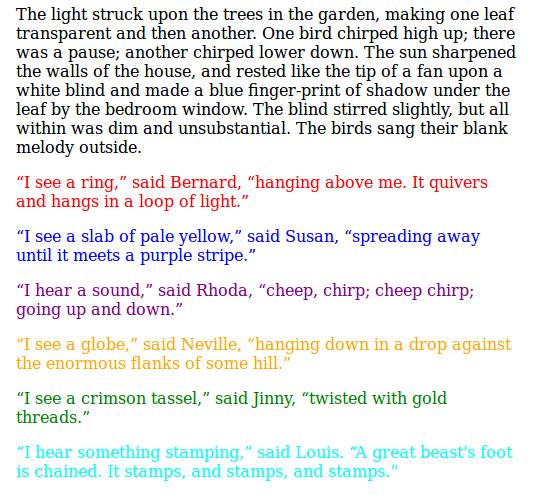 The light struck upon the trees in the garden, making one leaf
transparent and then another. One bird chirped high up; there
was a pause; another chirped lower down. The sun sharpened
the walls of the house, and rested like the tip of a fan upon a
white blind and made a blue finger-print of shadow under the
leaf by the bedroom window. The blind stirred slightly, but all
within was dim and unsubstantial. The birds sang their blank
melody outside.
“I see a ring,” said Bernard, “hanging above me. It quivers
and hangs in a loop of light.”
“I see a slab of pale yellow,” said Susan, “spreading away
until it meets a purple stripe.”
“I hear a sound,” said Rhoda, “cheep, chirp; cheep chirp;
going up and down.”
“I see a globe,” said Neville, “hanging down in a drop against
the enormous flanks of some hill.”
“I see a crimson tassel,” said Jinny, “twisted with gold
threads.”
“I hear something stamping,” said Louis. “A great beast's foot
is chained. It stamps, and stamps, and stamps.”